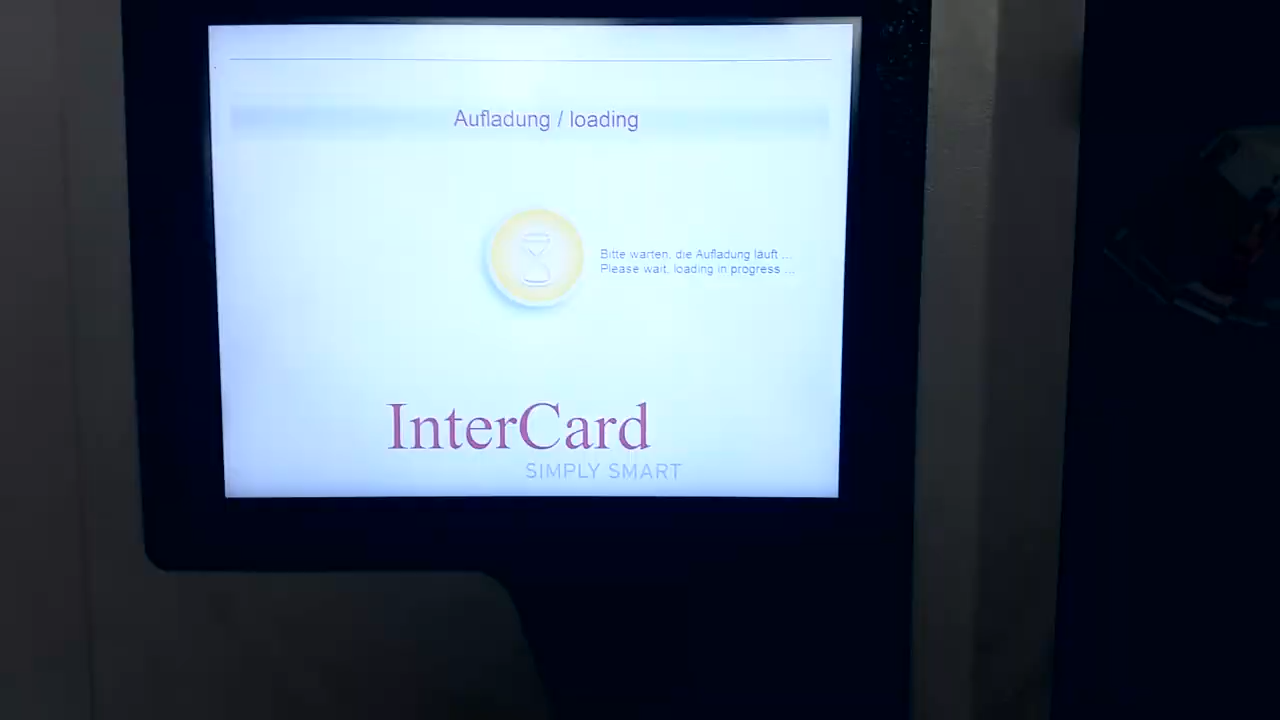 Aufladung / loading
Bitte warten, die Aufladung läuft ...
Please wait, loading in progress ...
InterCard
SIMPLY SMART